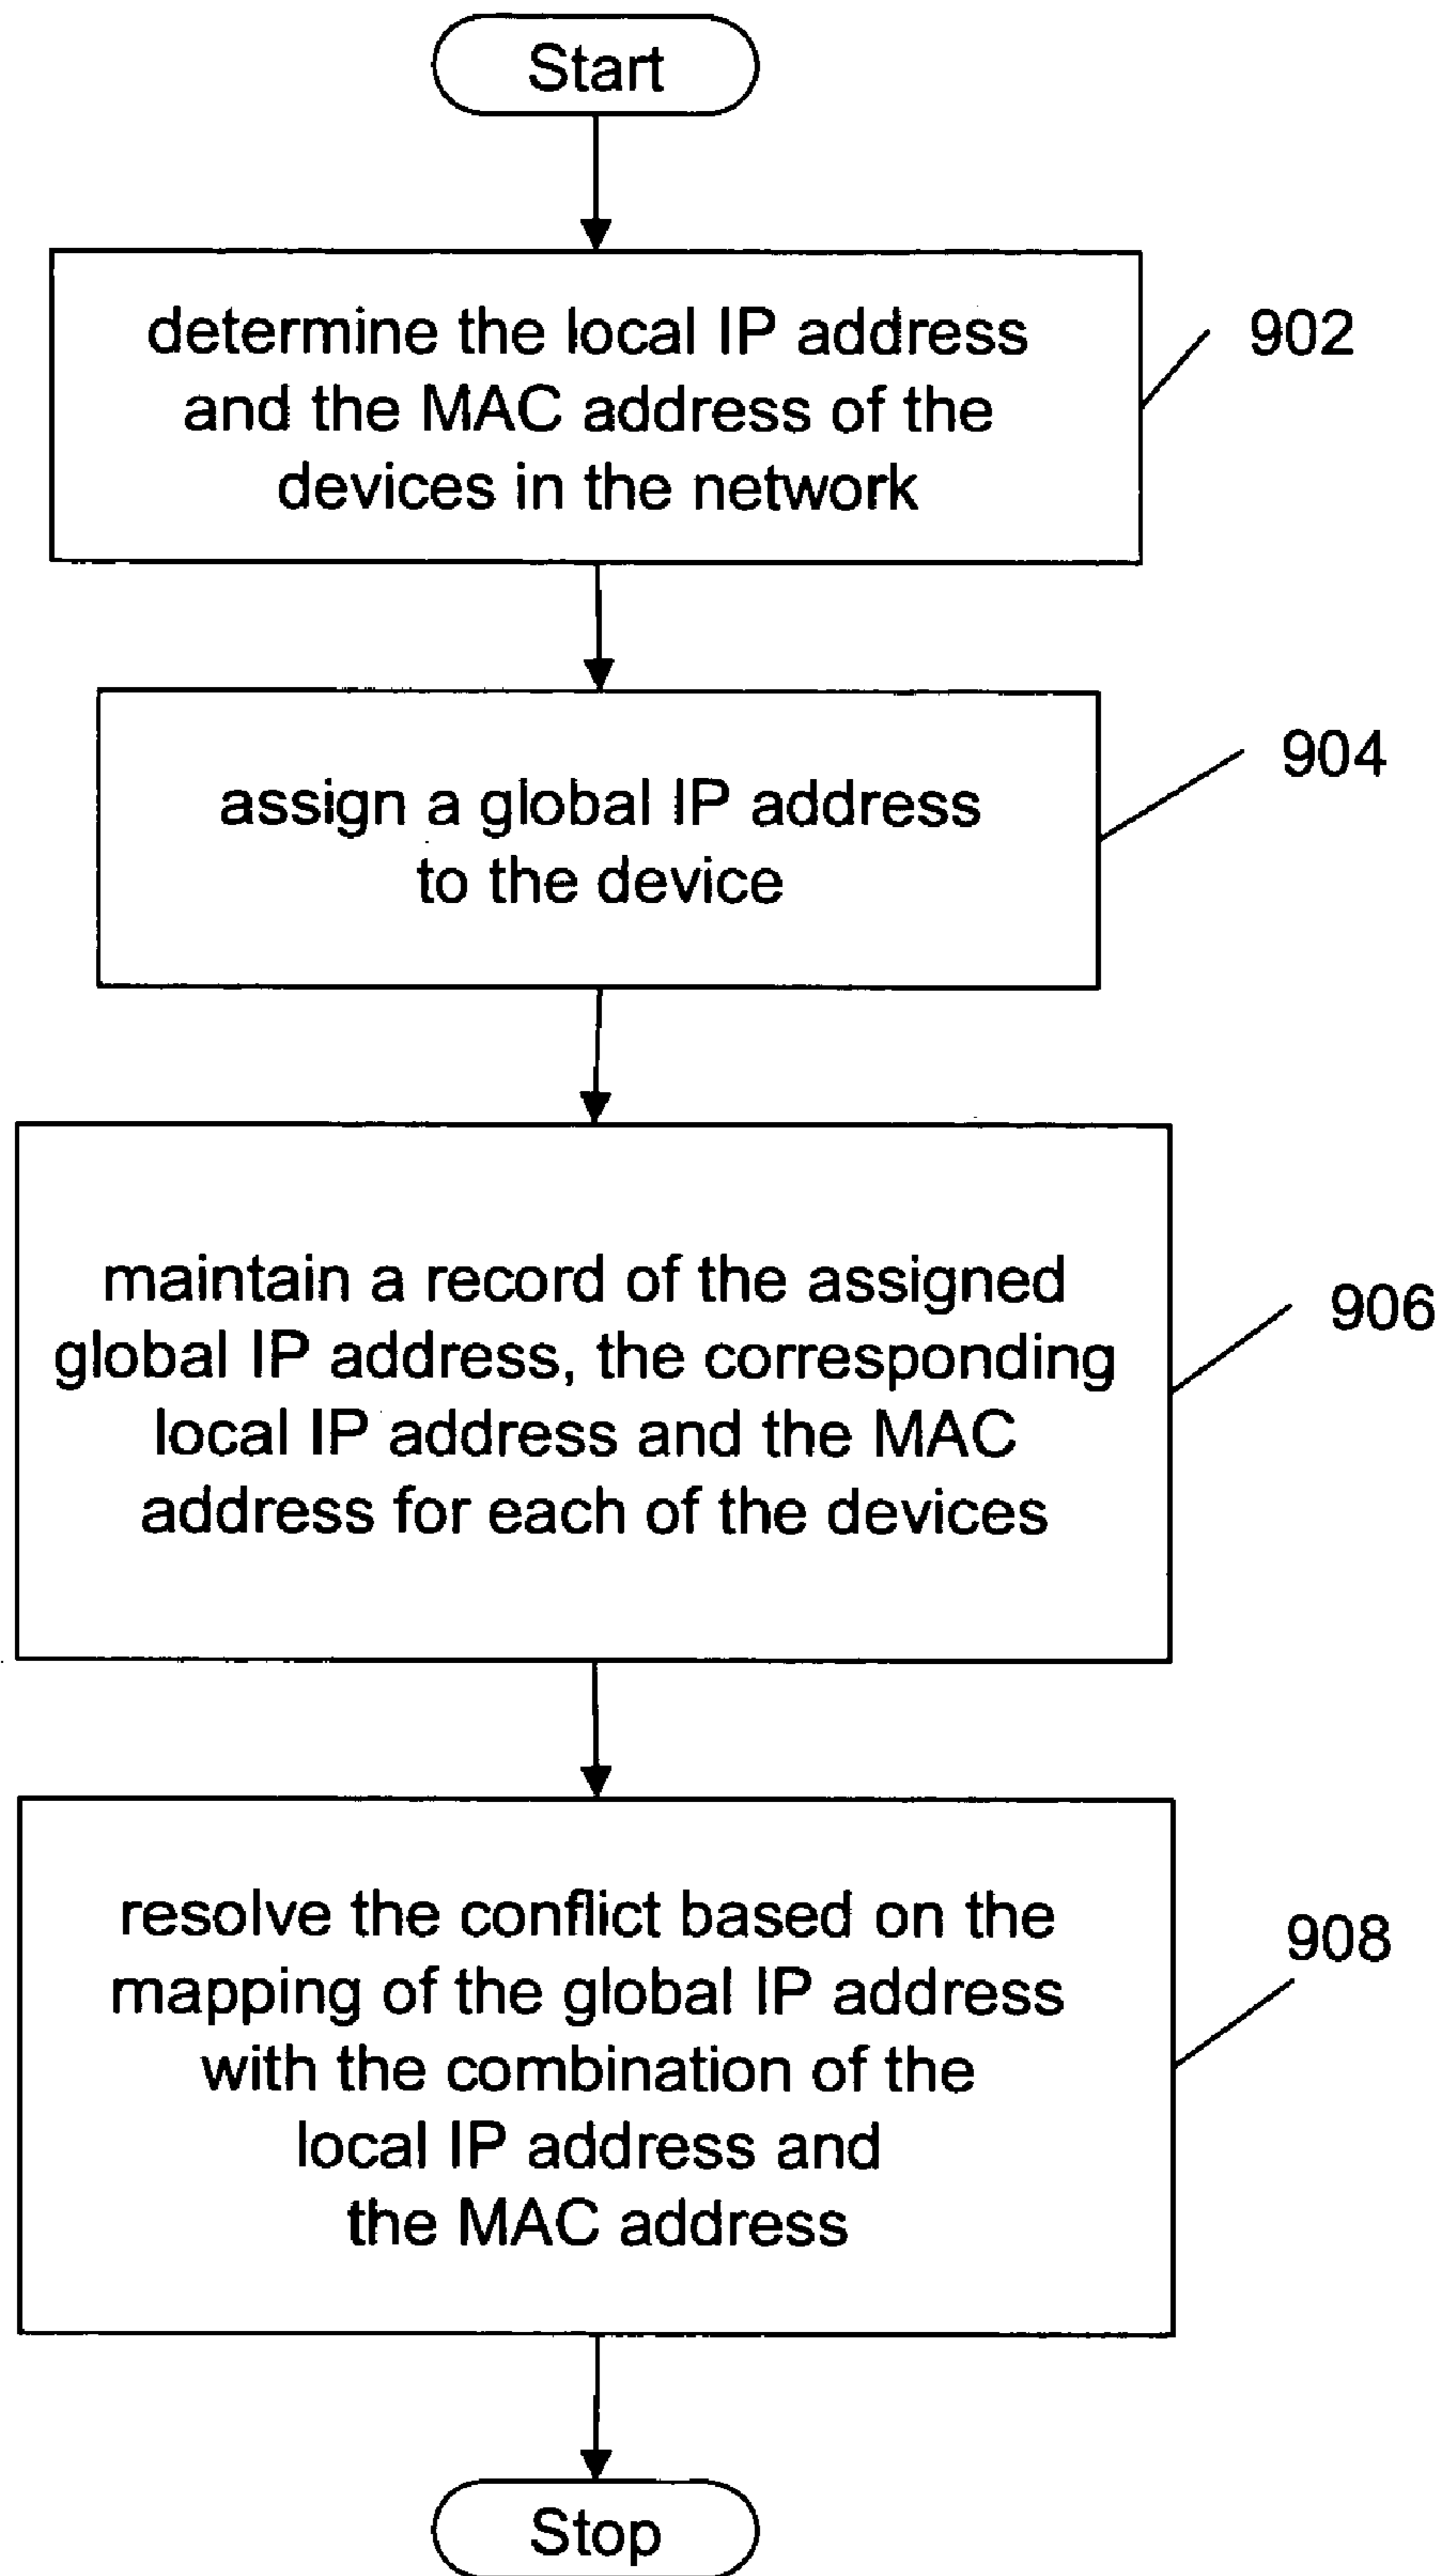 Start
determine the local IP address
and the MAC address of the
devices in the network
902
assign a global IP address
to the device
904
maintain a record of the assigned
global IP address, the corresponding
local IP address and the MAC
address for each of the devices
906
resolve the conflict based on the
mapping of the global IP address
with the combination of the
local IP address and
the MAC address
908
Stop